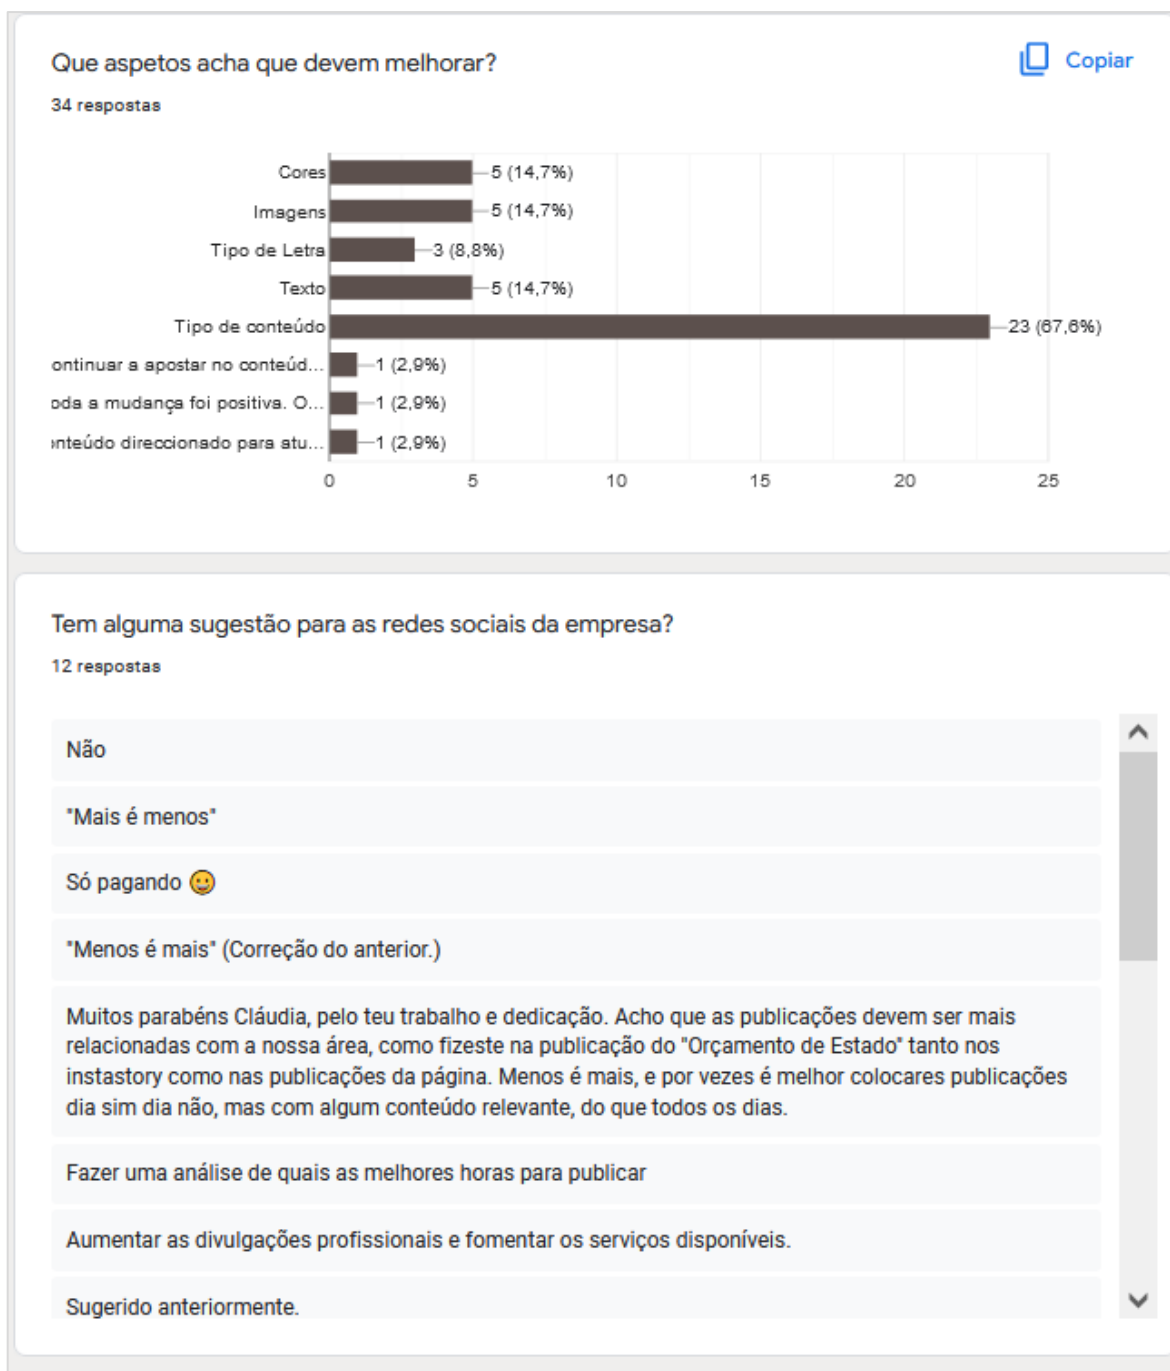 Que aspetos acha que devem melhorar?
Copiar
34 respostas
Cores 5 (14,7%)
Imagens 5 (14,7%)
Tipo de Letra 3 (8,8%)
Texto 5 (14,7%)
Tipo de conteúdo 23 (67,6%)
ontinuar a apostar no conteúd... 1 (2,9%)
oda a mudança foi positiva. O... 1 (2,9%)
nteúdo direccionado para atu... 1 (2,9%)
0 5 10 15 20 25
Tem alguma sugestão para as redes sociais da empresa?
12 respostas
Não
"Mais é menos"
Só pagando 😀
"Menos é mais" (Correção do anterior.)
Muitos parabéns Cláudia, pelo teu trabalho e dedicação. Acho que as publicações devem ser mais
relacionadas com a nossa área, como fizeste na publicação do "Orçamento de Estado" tanto nos
instastory como nas publicações da página. Menos é mais, e por vezes é melhor colocares publicações
dia sim dia não, mas com algum conteúdo relevante, do que todos os dias.
Fazer uma análise de quais as melhores horas para publicar
Aumentar as divulgações profissionais e fomentar os serviços disponíveis.
Sugerido anteriormente.